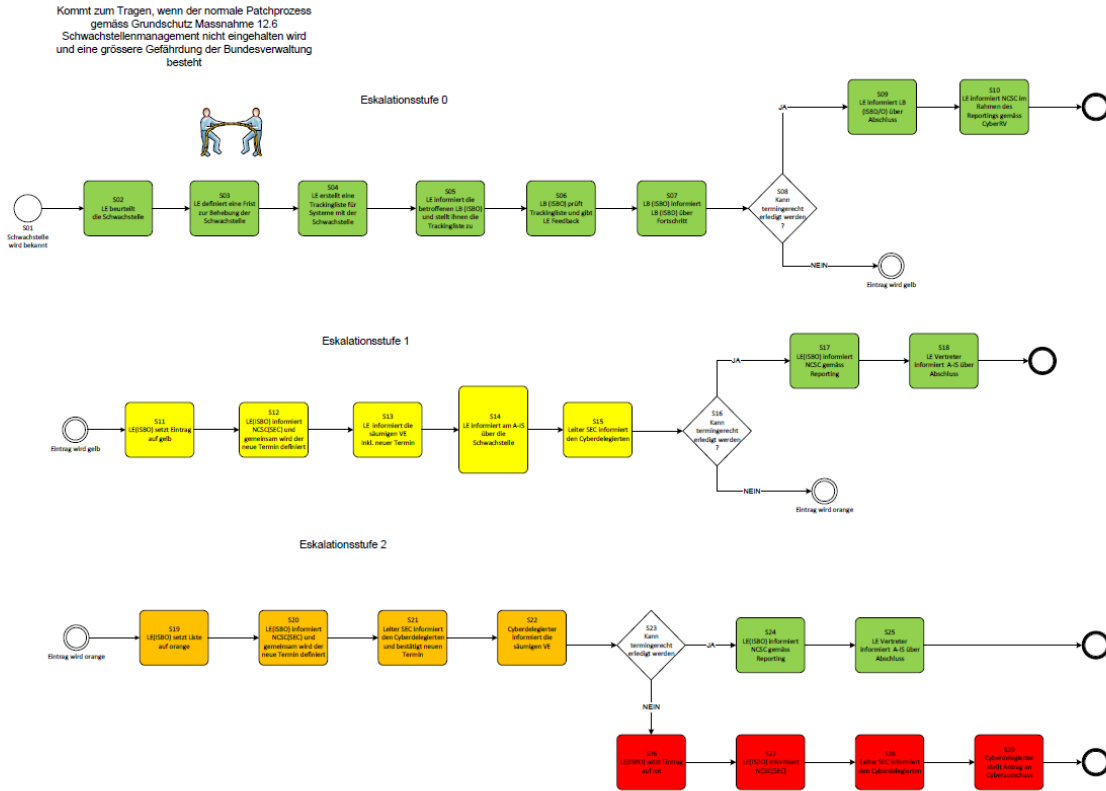 Kommt zum Tragen, wenn der normale Patchprozess
gemäss Grundschutz Massnahme 12.6
Schwachstellenmanagement nicht eingehalten wird
und eine grössere Gefährdung der Bundesverwaltung
besteht
Eskalationsstufe 0
S01
Schwachstelle
wird bekannt
S02
LE beurteilt
die Schwachstelle
S03
LE definiert eine Frist
zur Behebung der
Schwachstelle
S04
LE erstellt eine
Trackingliste für
Systeme mit der
Schwachstelle
S05
LE informiert die
betroffenen LB (ISBO)
und stellt Ihnen die
Trackingliste zu
S06
LB (ISBO) prüft
Trackingliste und gibt
LE Feedback
S07
LB (ISBO) informiert
LB (ISBD) über
Fortschritt
S08
Kann
termingerecht
erledigt werden
?
JA
S09
LE informiert LB
(ISBO/D) über
Abschluss
S10
LE informiert NCSC im
Rahmen des
Reportings gemäss
CyberRV
NEIN
Eintrag wird gelb
Eskalationsstufe 1
Eintrag wird gelb
S11
LE(ISBO) setzt Eintrag
auf gelb
S12
LE(ISBO) informiert
NCSC(SEC) und
gemeinsam wird der
neue Termin definiert
S13
LE informiert die
säumigen VE
inkl. neuer Termin
S14
LE informiert am A-IS
über die
Schwachstelle
S15
Leiter SEC informiert
den Cyberdelegierten
S16
Kann
termingerecht
erledigt werden
?
JA
S17
LE(ISBO) informiert
NCSC gemäss
Reporting
S18
LE Vertreter
informiert A-IS über
Abschluss
NEIN
Eintrag wird orange
Eskalationsstufe 2
Eintrag wird orange
S19
LE(ISBO) setzt Liste
auf orange
S20
LE(ISBO) informiert
NCSC(SEC) und
gemeinsam wird der
neue Termin definiert
S21
Leiter SEC informiert
den Cyberdelegierten
und bestätigt neuen
Termin
S22
Cyberdelegierter
informiert die
säumigen VE
S23
Kann
termingerecht
erledigt werden
JA
S24
LE(ISBO) informiert
NCSC gemäss
Reporting
S25
LE Vertreter
informiert A-IS über
Abschluss
NEIN
S26
LE(ISBO) setzt Eintrag
auf rot
S27
LE(ISBO) informiert
NCSC(SEC)
S28
Leiter SEC informiert
den Cyberdelegierten
S29
Cyberdelegierter
stellt Antrag an
Cyberausschuss